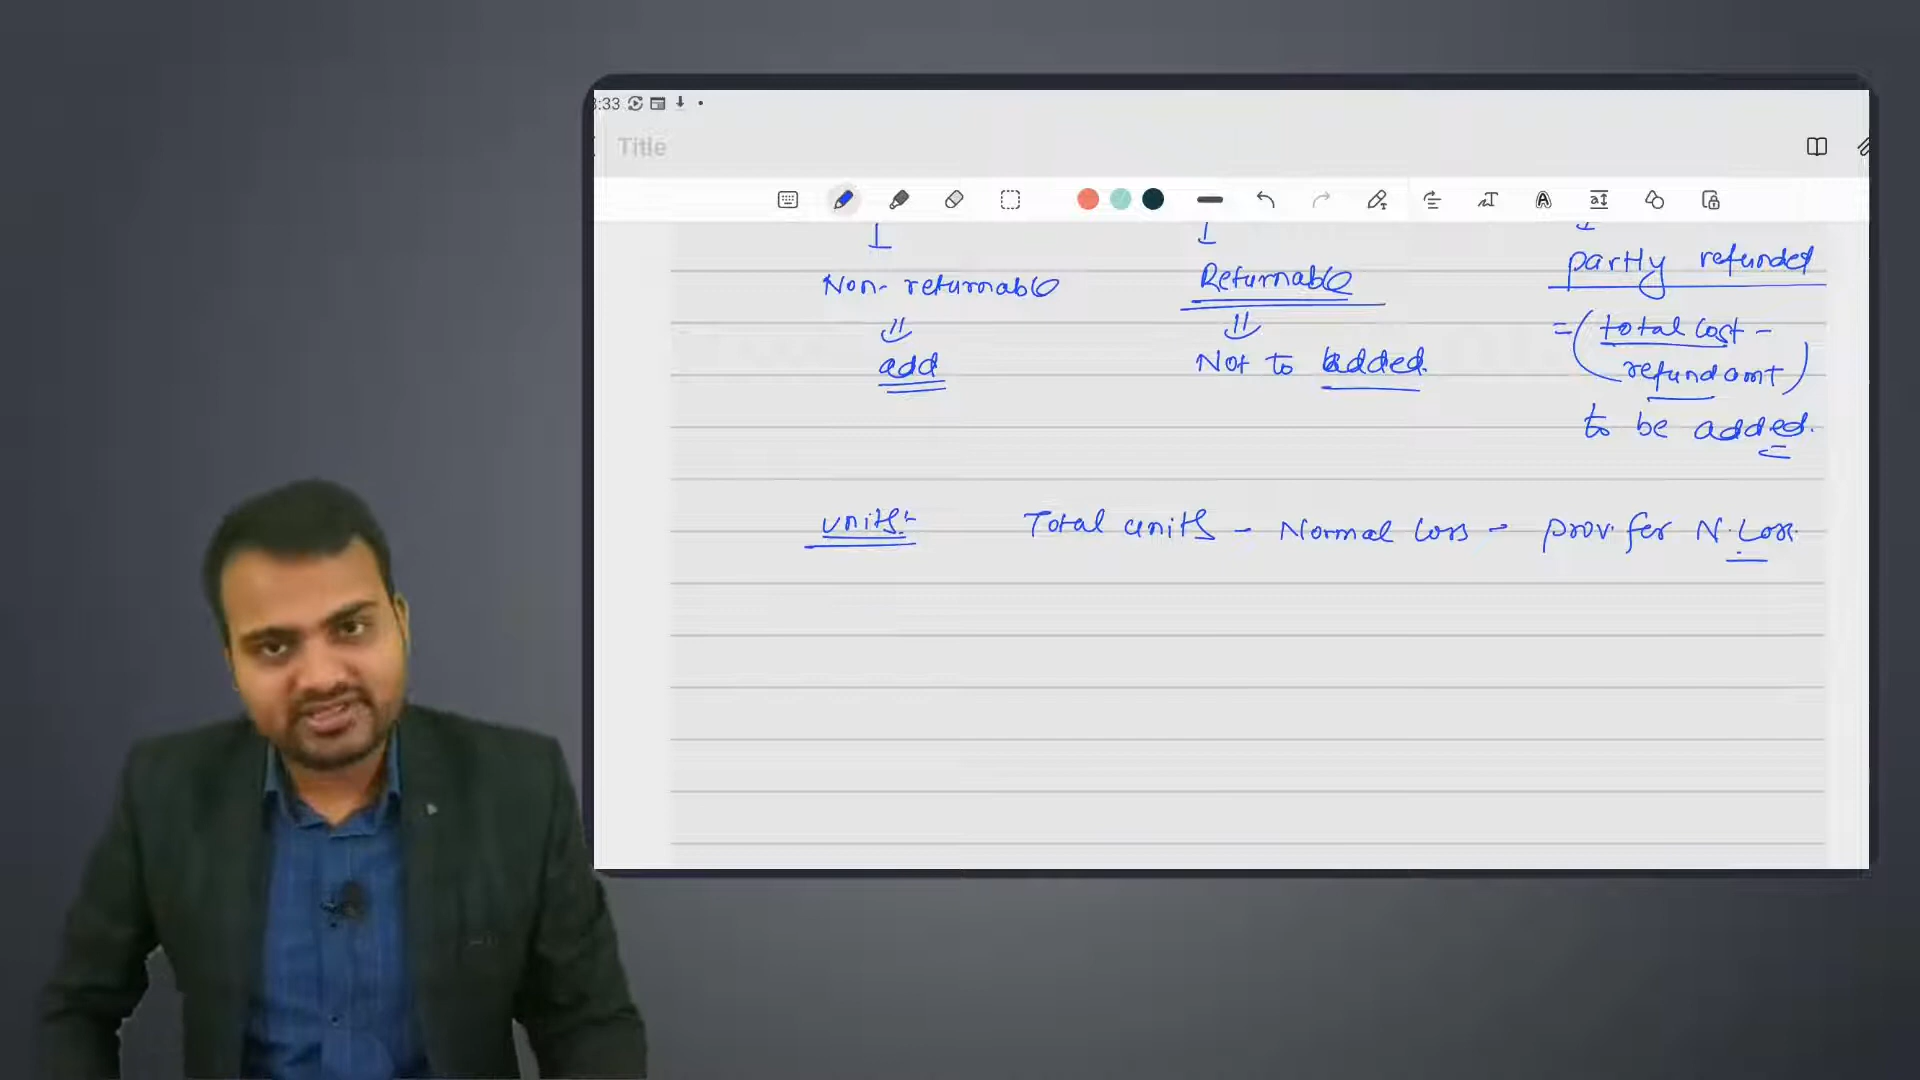 :33
Title
Non-returnable Returnable partly refunded
add Not to added. =(total cost - refund amt)
to be added.
units:- Total units - Normal loss - prov. for N. Loss.